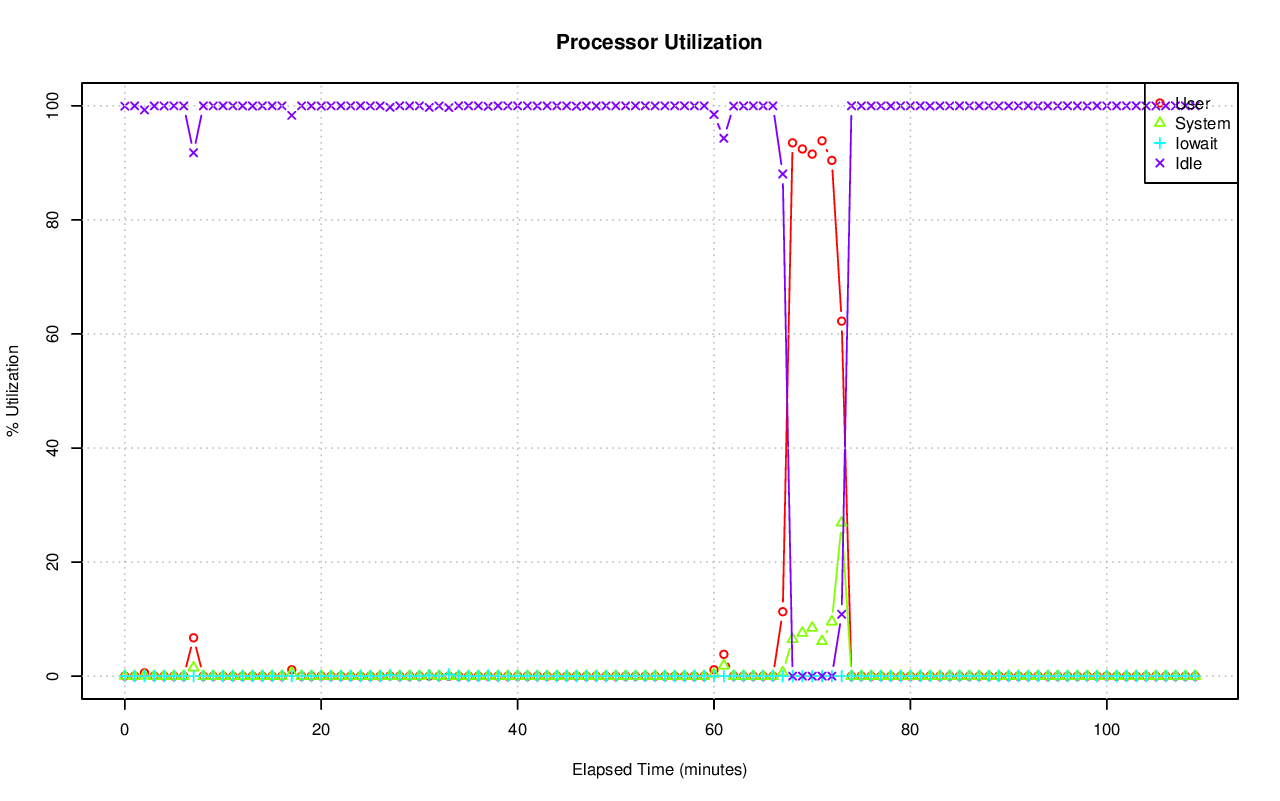 Processor Utilization
% Utilization
100
80
60
40
20
0
User
System
Iowait
Idle
0 20 40 60 80 100
Elapsed Time (minutes)